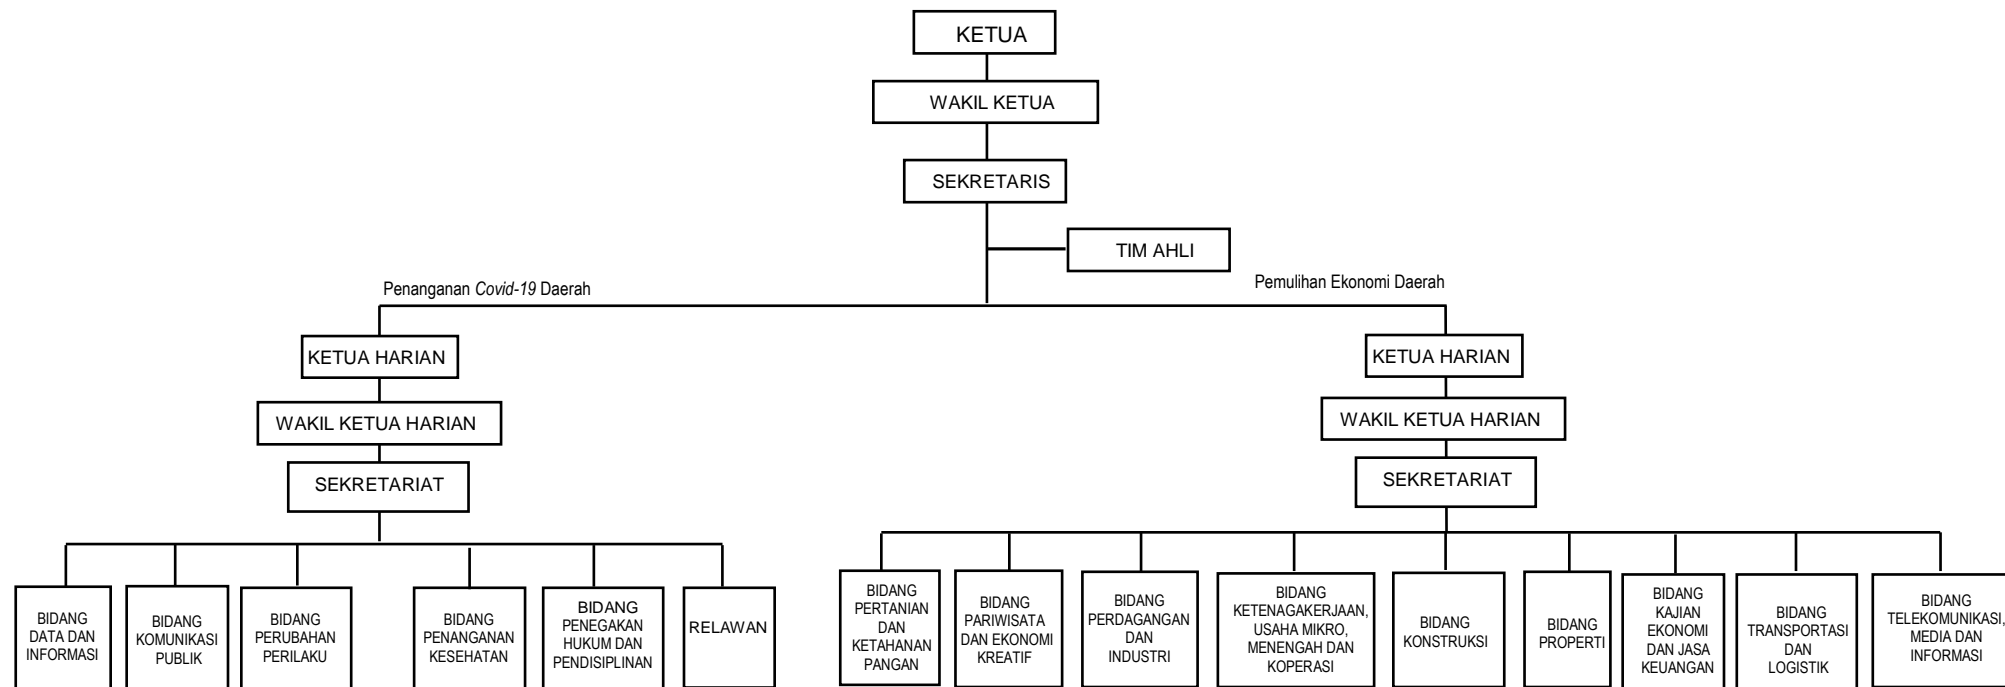 KETUA
WAKIL KETUA
SEKRETARIS
TIM AHLI
Penanganan Covid-19 Daerah
Pemulihan Ekonomi Daerah
KETUA HARIAN
WAKIL KETUA HARIAN
SEKRETARIAT
BIDANG
DATA DAN
INFORMASI
BIDANG
KOMUNIKASI
PUBLIK
BIDANG
PERUBAHAN
PERILAKU
BIDANG
PENANGANAN
KESEHATAN
BIDANG
PENEGAKAN
HUKUM DAN
PENDISIPLINAN
RELAWAN
KETUA HARIAN
WAKIL KETUA HARIAN
SEKRETARIAT
BIDANG
PERTANIAN
DAN
KETAHANAN
PANGAN
BIDANG
PARIWISATA
DAN EKONOMI
KREATIF
BIDANG
PERDAGANGAN
DAN
INDUSTRI
BIDANG
KETENAGAKERJAAN,
USAHA MIKRO,
MENENGAH DAN
KOPERASI
BIDANG
KONSTRUKSI
BIDANG
PROPERTI
BIDANG
KAJIAN
EKONOMI
DAN JASA
KEUANGAN
BIDANG
TRANSPORTASI
DAN
LOGISTIK
BIDANG
TELEKOMUNIKASI,
MEDIA DAN
INFORMASI